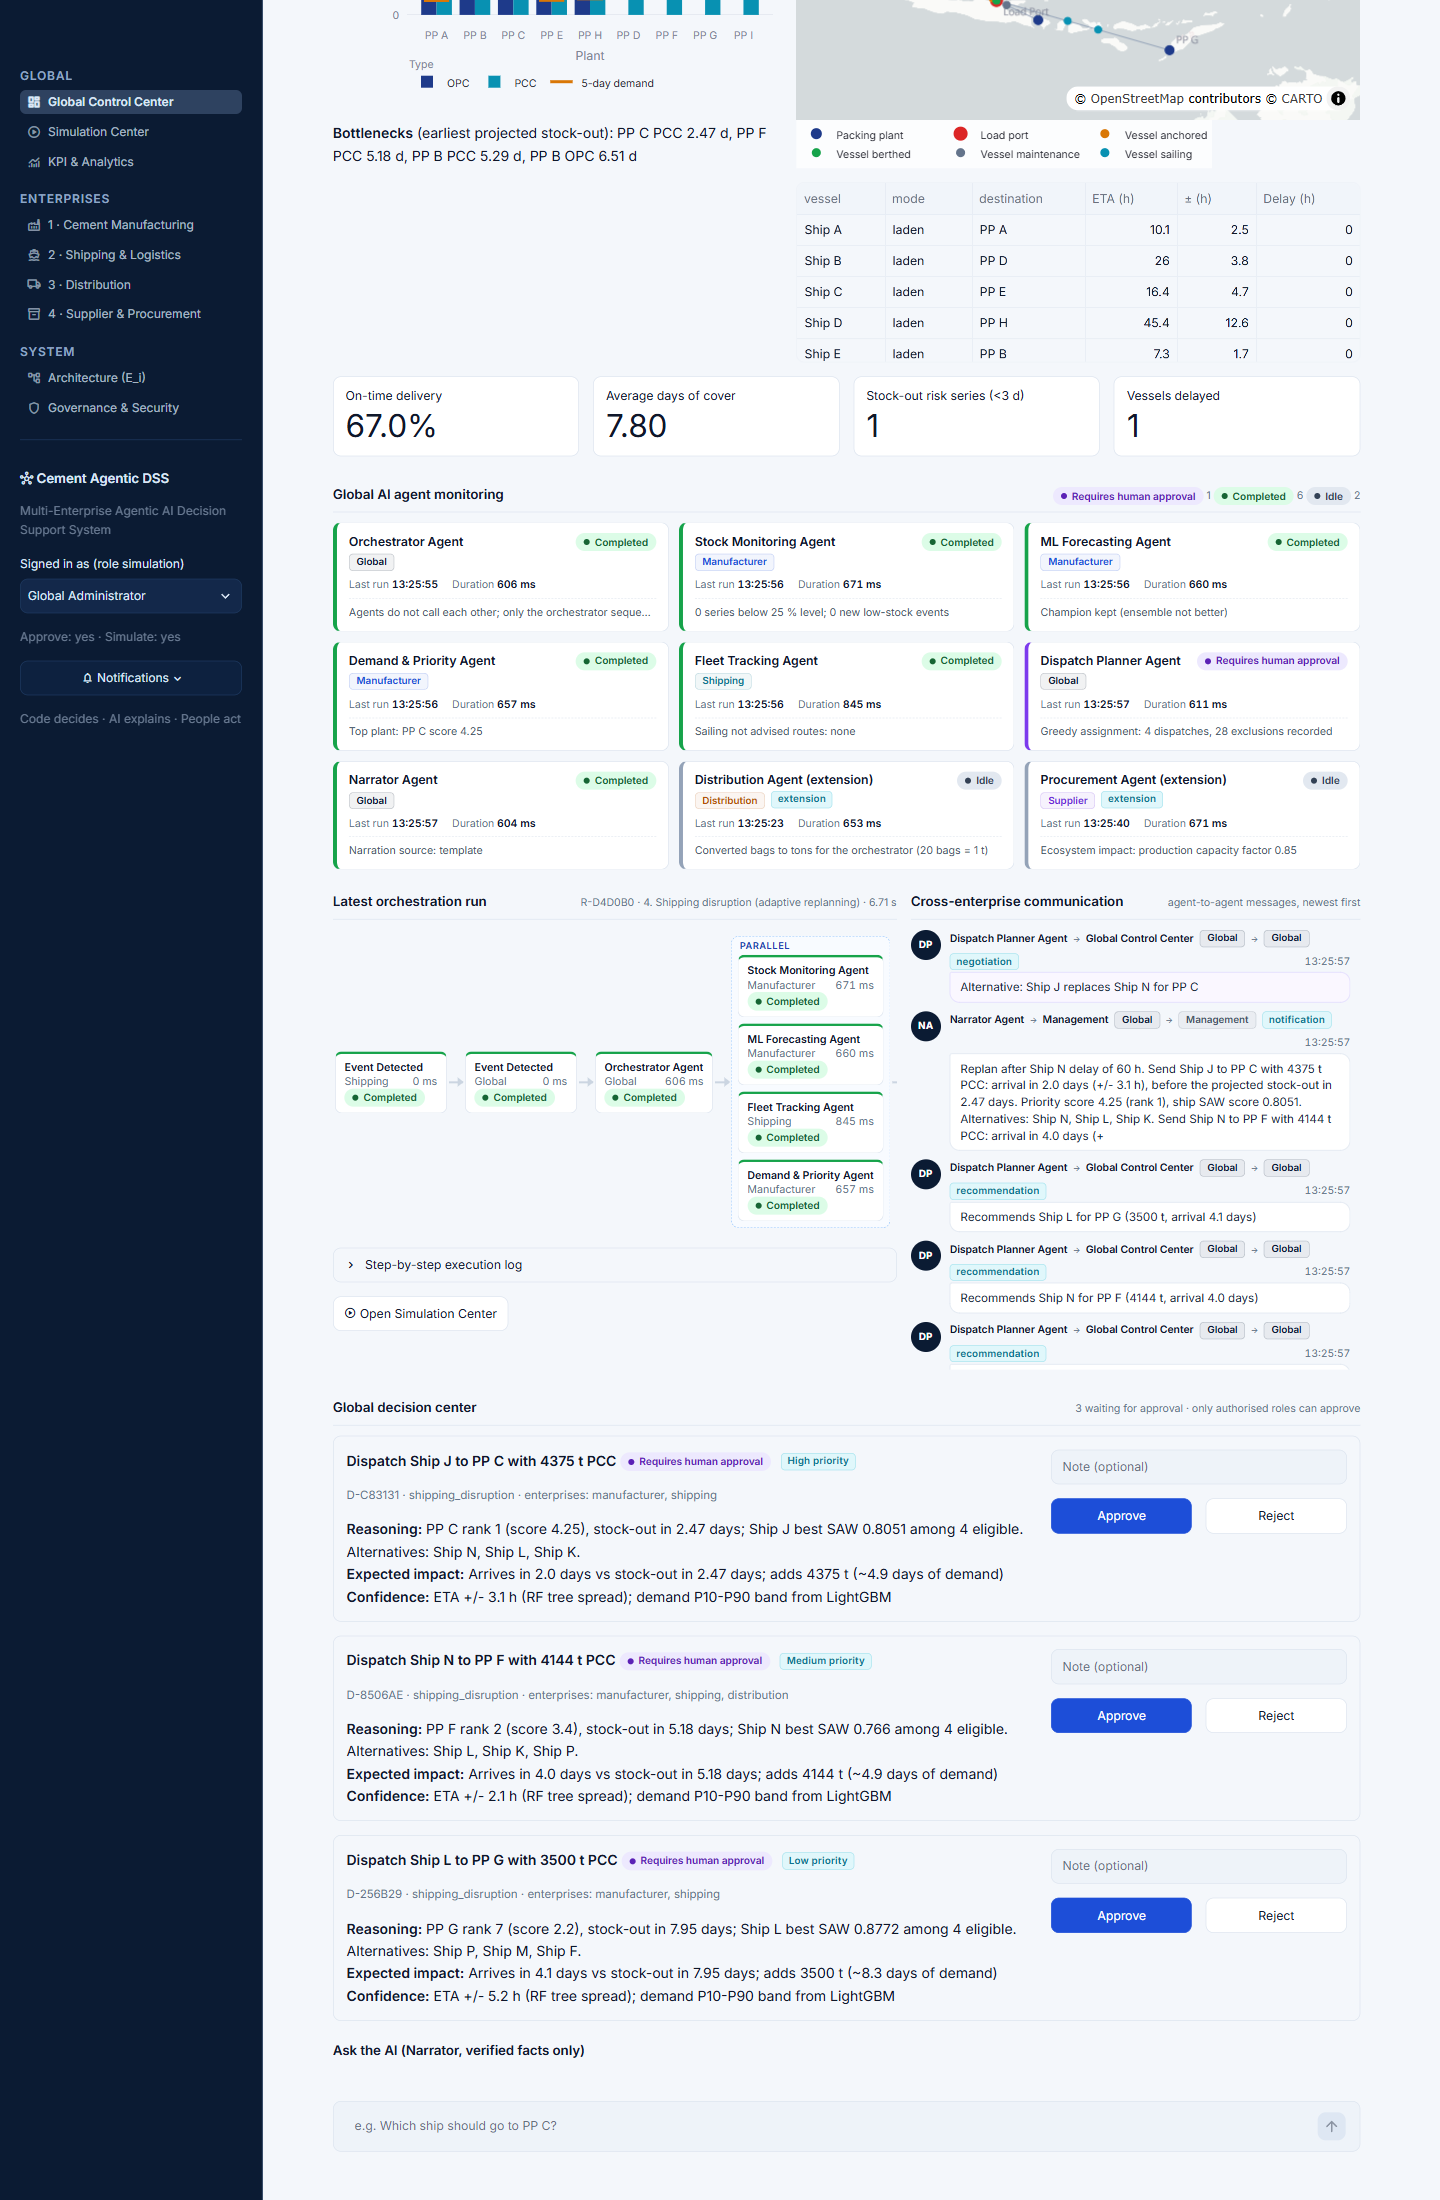 GLOBAL
Global Control Center
Simulation Center
KPI & Analytics
ENTERPRISES
1 · Cement Manufacturing
2 · Shipping & Logistics
3 · Distribution
4 · Supplier & Procurement
SYSTEM
Architecture (E_i)
Governance & Security
Cement Agentic DSS
Multi-Enterprise Agentic AI Decision
Support System
Signed in as (role simulation)
Global Administrator
Approve: yes · Simulate: yes
Notifications
Code decides · AI explains · People act
0
PP A PP B PP C PP E PP H PP D PP F PP G PP I
Plant
Type
OPC PCC 5-day demand
Bottlenecks (earliest projected stock-out): PP C PCC 2.47 d, PP F
PCC 5.18 d, PP B PCC 5.29 d, PP B OPC 6.51 d
Load Port
PP G
© OpenStreetMap contributors © CARTO
Packing plant Load port Vessel anchored
Vessel berthed Vessel maintenance Vessel sailing
vessel mode destination ETA (h) ± (h) Delay (h)
Ship A laden PP A 10.1 2.5 0
Ship B laden PP D 26 3.8 0
Ship C laden PP E 16.4 4.7 0
Ship D laden PP H 45.4 12.6 0
Ship E laden PP B 7.3 1.7 0
On-time delivery
67.0%
Average days of cover
7.80
Stock-out risk series (<3 d)
1
Vessels delayed
1
Global AI agent monitoring
Requires human approval 1 Completed 6 Idle 2
Orchestrator Agent Completed
Global
Last run 13:25:55 Duration 606 ms
Agents do not call each other; only the orchestrator seque...
Stock Monitoring Agent Completed
Manufacturer
Last run 13:25:56 Duration 671 ms
0 series below 25 % level; 0 new low-stock events
ML Forecasting Agent Completed
Manufacturer
Last run 13:25:56 Duration 660 ms
Champion kept (ensemble not better)
Demand & Priority Agent Completed
Manufacturer
Last run 13:25:56 Duration 657 ms
Top plant: PP C score 4.25
Fleet Tracking Agent Completed
Shipping
Last run 13:25:56 Duration 845 ms
Sailing not advised routes: none
Dispatch Planner Agent Requires human approval
Global
Last run 13:25:57 Duration 611 ms
Greedy assignment: 4 dispatches, 28 exclusions recorded
Narrator Agent Completed
Global
Last run 13:25:57 Duration 604 ms
Narration source: template
Distribution Agent (extension) Idle
Distribution extension
Last run 13:25:23 Duration 653 ms
Converted bags to tons for the orchestrator (20 bags = 1 t)
Procurement Agent (extension) Idle
Supplier extension
Last run 13:25:40 Duration 671 ms
Ecosystem impact: production capacity factor 0.85
Latest orchestration run
R-D4D0B0 · 4. Shipping disruption (adaptive replanning) · 6.71 s
Event Detected
Shipping 0 ms
Completed
Event Detected
Global 0 ms
Completed
Orchestrator Agent
Global 606 ms
Completed
PARALLEL
Stock Monitoring Agent
Manufacturer 671 ms
Completed
ML Forecasting Agent
Manufacturer 660 ms
Completed
Fleet Tracking Agent
Shipping 845 ms
Completed
Demand & Priority Agent
Manufacturer 657 ms
Completed
Step-by-step execution log
Open Simulation Center
Cross-enterprise communication
agent-to-agent messages, newest first
DP
Dispatch Planner Agent → Global Control Center Global → Global
negotiation 13:25:57
Alternative: Ship J replaces Ship N for PP C
NA
Narrator Agent → Management Global → Management notification
13:25:57
Replan after Ship N delay of 60 h. Send Ship J to PP C with 4375 t
PCC: arrival in 2.0 days (+/- 3.1 h), before the projected stock-out in
2.47 days. Priority score 4.25 (rank 1), ship SAW score 0.8051.
Alternatives: Ship N, Ship L, Ship K. Send Ship N to PP F with 4144 t
PCC: arrival in 4.0 days (+
DP
Dispatch Planner Agent → Global Control Center Global → Global
recommendation 13:25:57
Recommends Ship L for PP G (3500 t, arrival 4.1 days)
DP
Dispatch Planner Agent → Global Control Center Global → Global
recommendation 13:25:57
Recommends Ship N for PP F (4144 t, arrival 4.0 days)
DP
Dispatch Planner Agent → Global Control Center Global → Global
recommendation 13:25:57
Global decision center
3 waiting for approval · only authorised roles can approve
Dispatch Ship J to PP C with 4375 t PCC Requires human approval High priority
D-C83131 · shipping_disruption · enterprises: manufacturer, shipping
Reasoning: PP C rank 1 (score 4.25), stock-out in 2.47 days; Ship J best SAW 0.8051 among 4 eligible.
Alternatives: Ship N, Ship L, Ship K.
Expected impact: Arrives in 2.0 days vs stock-out in 2.47 days; adds 4375 t (~4.9 days of demand)
Confidence: ETA +/- 3.1 h (RF tree spread); demand P10-P90 band from LightGBM
Note (optional)
Approve Reject
Dispatch Ship N to PP F with 4144 t PCC Requires human approval Medium priority
D-8506AE · shipping_disruption · enterprises: manufacturer, shipping, distribution
Reasoning: PP F rank 2 (score 3.4), stock-out in 5.18 days; Ship N best SAW 0.766 among 4 eligible.
Alternatives: Ship L, Ship K, Ship P.
Expected impact: Arrives in 4.0 days vs stock-out in 5.18 days; adds 4144 t (~4.9 days of demand)
Confidence: ETA +/- 2.1 h (RF tree spread); demand P10-P90 band from LightGBM
Note (optional)
Approve Reject
Dispatch Ship L to PP G with 3500 t PCC Requires human approval Low priority
D-256B29 · shipping_disruption · enterprises: manufacturer, shipping
Reasoning: PP G rank 7 (score 2.2), stock-out in 7.95 days; Ship L best SAW 0.8772 among 4 eligible.
Alternatives: Ship P, Ship M, Ship F.
Expected impact: Arrives in 4.1 days vs stock-out in 7.95 days; adds 3500 t (~8.3 days of demand)
Confidence: ETA +/- 5.2 h (RF tree spread); demand P10-P90 band from LightGBM
Note (optional)
Approve Reject
Ask the AI (Narrator, verified facts only)
e.g. Which ship should go to PP C?